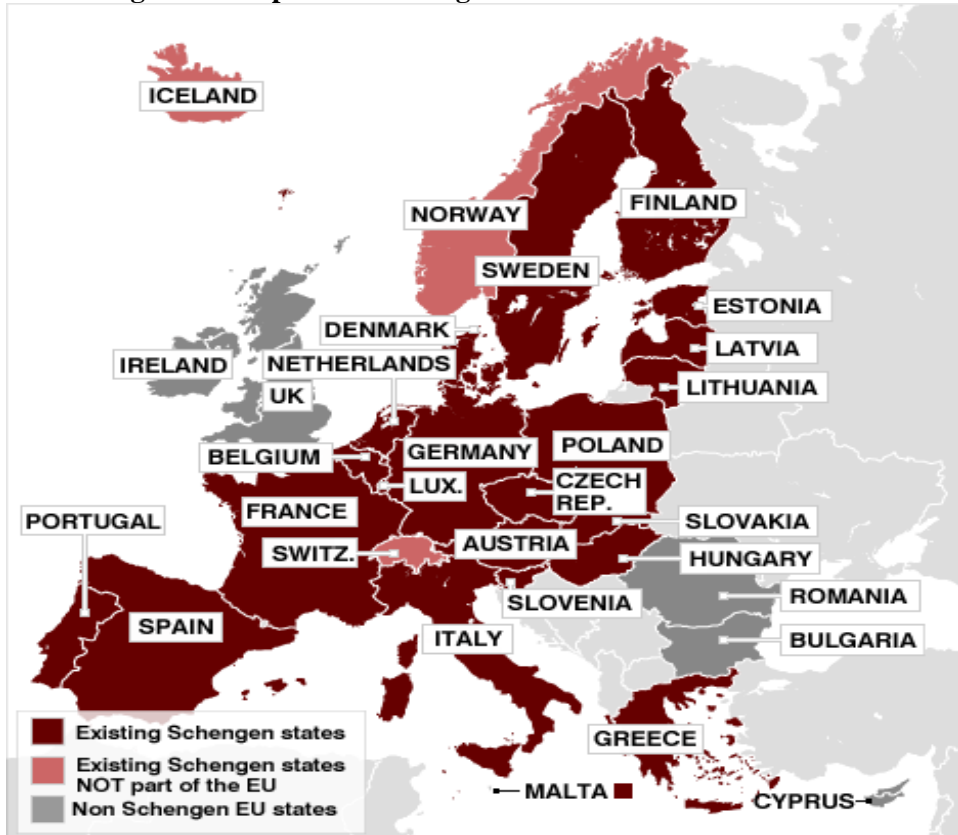 ICELAND
NORWAY
FINLAND
SWEDEN
ESTONIA
DENMARK
LATVIA
IRELAND
NETHERLANDS
LITHUANIA
UK
BELGIUM
GERMANY
POLAND
LUX.
CZECH
REP.
PORTUGAL
FRANCE
SLOVAKIA
SWITZ.
AUSTRIA
HUNGARY
SLOVENIA
ROMANIA
SPAIN
ITALY
BULGARIA
GREECE
MALTA
CYPRUS
Existing Schengen states
Existing Schengen states
NOT part of the EU
Non Schengen EU states